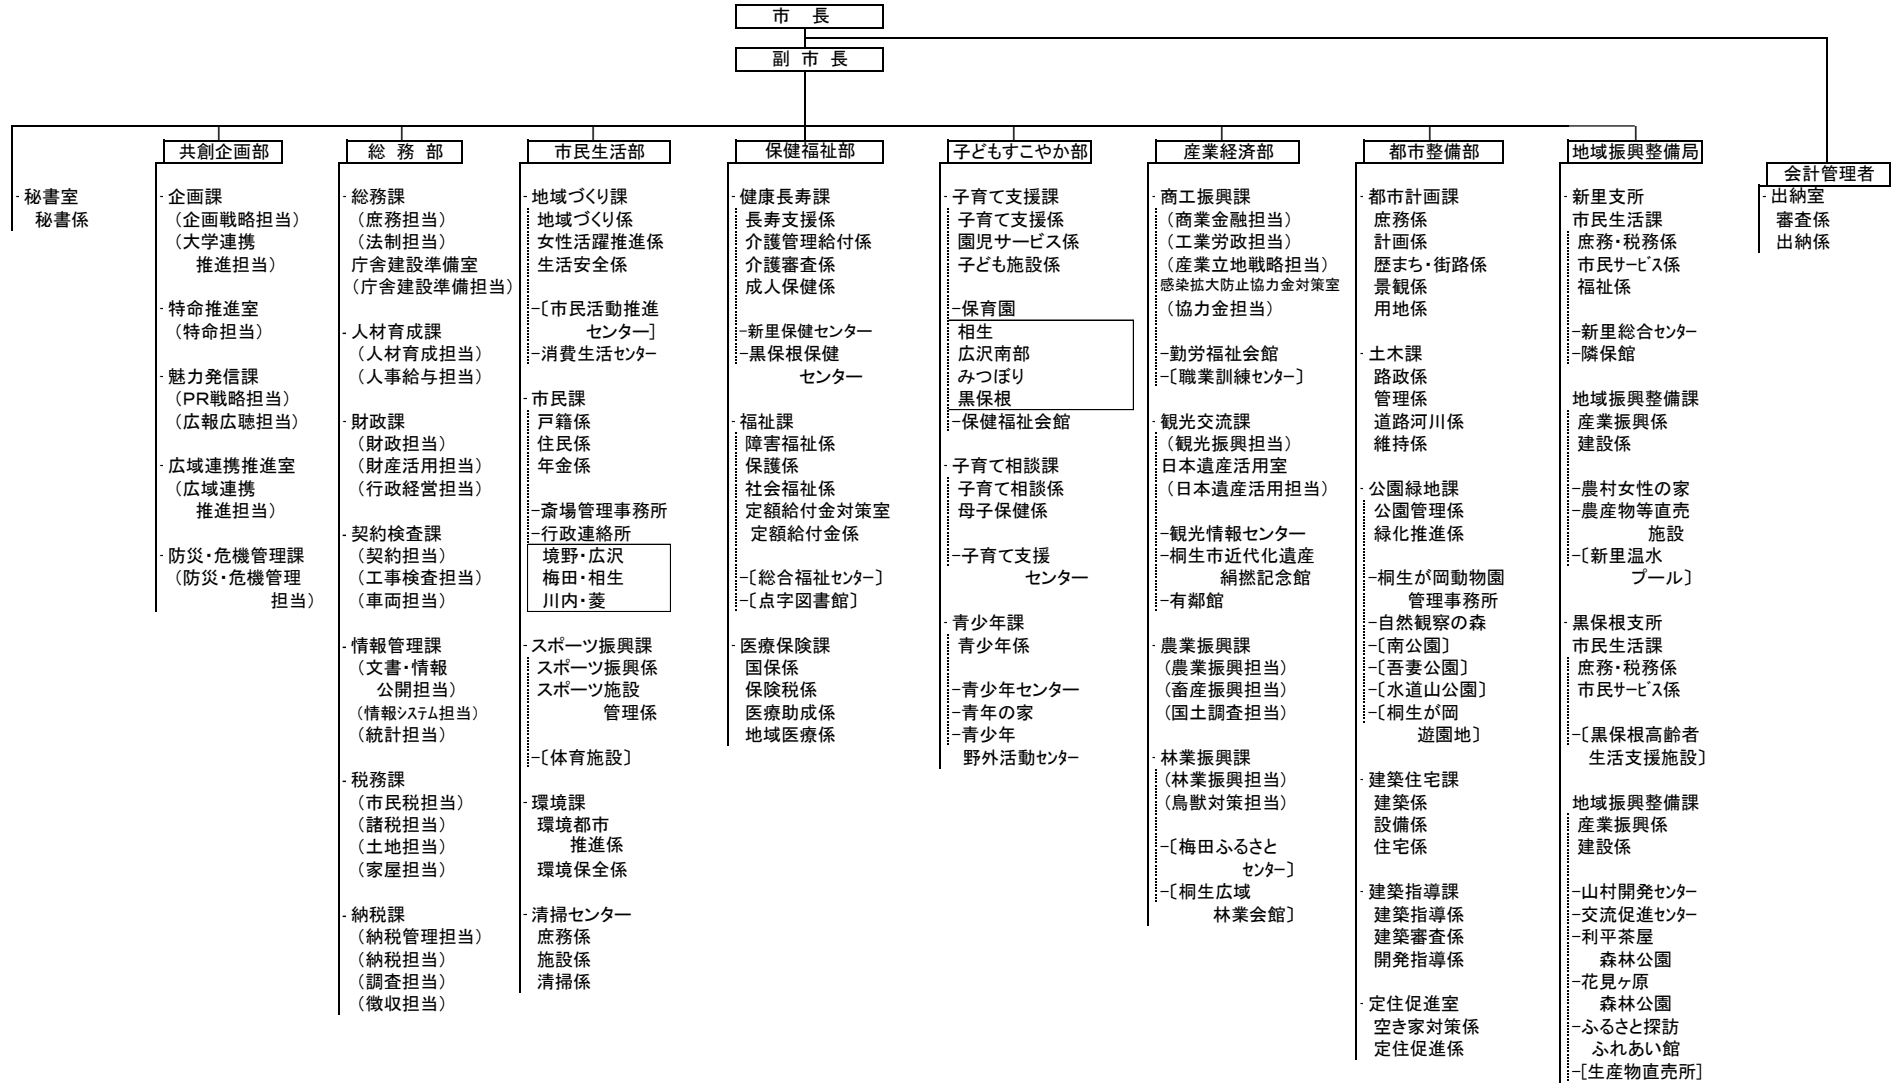 市 長
副 市 長
秘書室
秘書係
共創企画部
企画課
（企画戦略担当）
（大学連携
推進担当）
特命推進室
（特命担当）
魅力発信課
（PR戦略担当）
（広報広聴担当）
広域連携推進室
（広域連携
推進担当）
防災・危機管理課
（防災・危機管理
担当）
総 務 部
総務課
（庶務担当）
（法制担当）
庁舎建設準備室
（庁舎建設準備担当）
人材育成課
（人材育成担当）
（人事給与担当）
財政課
（財政担当）
（財産活用担当）
（行政経営担当）
契約検査課
（契約担当）
（工事検査担当）
（車両担当）
情報管理課
（文書・情報
公開担当）
（情報ｼｽﾃﾑ担当）
（統計担当）
税務課
（市民税担当）
（諸税担当）
（土地担当）
（家屋担当）
納税課
（納税管理担当）
（納税担当）
（調査担当）
（徴収担当）
市民生活部
地域づくり課
地域づくり係
女性活躍推進係
生活安全係
−〔市民活動推進
センター］
−消費生活ｾﾝﾀｰ
市民課
戸籍係
住民係
年金係
−斎場管理事務所
−行政連絡所
境野・広沢
梅田・相生
川内・菱
スポーツ振興課
スポーツ振興係
スポーツ施設
管理係
−〔体育施設〕
環境課
環境都市
推進係
環境保全係
清掃センター
庶務係
施設係
清掃係
保健福祉部
健康長寿課
長寿支援係
介護管理給付係
介護審査係
成人保健係
−新里保健センター
−黒保根保健
センター
福祉課
障害福祉係
保護係
社会福祉係
定額給付金対策室
定額給付金係
−〔総合福祉ｾﾝﾀｰ〕
−〔点字図書館〕
医療保険課
国保係
保険税係
医療助成係
地域医療係
子どもすこやか部
子育て支援課
子育て支援係
園児サービス係
子ども施設係
−保育園
相生
広沢南部
みつぼり
黒保根
−保健福祉会館
子育て相談課
子育て相談係
母子保健係
−子育て支援
センター
青少年課
青少年係
−青少年センター
−青年の家
−青少年
野外活動ｾﾝﾀｰ
産業経済部
商工振興課
（商業金融担当）
（工業労政担当）
（産業立地戦略担当）
感染拡大防止協力金対策室
（協力金担当）
−勤労福祉会館
−〔職業訓練ｾﾝﾀｰ〕
観光交流課
（観光振興担当）
日本遺産活用室
（日本遺産活用担当）
−観光情報センター
−桐生市近代化遺産
絹撚記念館
−有鄰館
農業振興課
（農業振興担当）
（畜産振興担当）
（国土調査担当）
林業振興課
（林業振興担当）
（鳥獣対策担当）
−〔梅田ふるさと
ｾﾝﾀｰ〕
−〔桐生広域
林業会館〕
都市整備部
都市計画課
庶務係
計画係
歴まち・街路係
景観係
用地係
土木課
路政係
管理係
道路河川係
維持係
公園緑地課
公園管理係
緑化推進係
−桐生が岡動物園
管理事務所
−自然観察の森
−〔南公園〕
−〔吾妻公園〕
−〔水道山公園〕
−〔桐生が岡
遊園地〕
建築住宅課
建築係
設備係
住宅係
建築指導課
建築指導係
建築審査係
開発指導係
定住促進室
空き家対策係
定住促進係
地域振興整備局
新里支所
市民生活課
庶務・税務係
市民ｻｰﾋﾞｽ係
福祉係
−新里総合ｾﾝﾀｰ
−隣保館
地域振興整備課
産業振興係
建設係
−農村女性の家
−農産物等直売
施設
−〔新里温水
プール〕
黒保根支所
市民生活課
庶務・税務係
市民ｻｰﾋﾞｽ係
−〔黒保根高齢者
生活支援施設〕
地域振興整備課
産業振興係
建設係
−山村開発ｾﾝﾀｰ
−交流促進ｾﾝﾀｰ
−利平茶屋
森林公園
−花見ヶ原
森林公園
−ふるさと探訪
ふれあい館
−［生産物直売所］
会計管理者
出納室
審査係
出納係